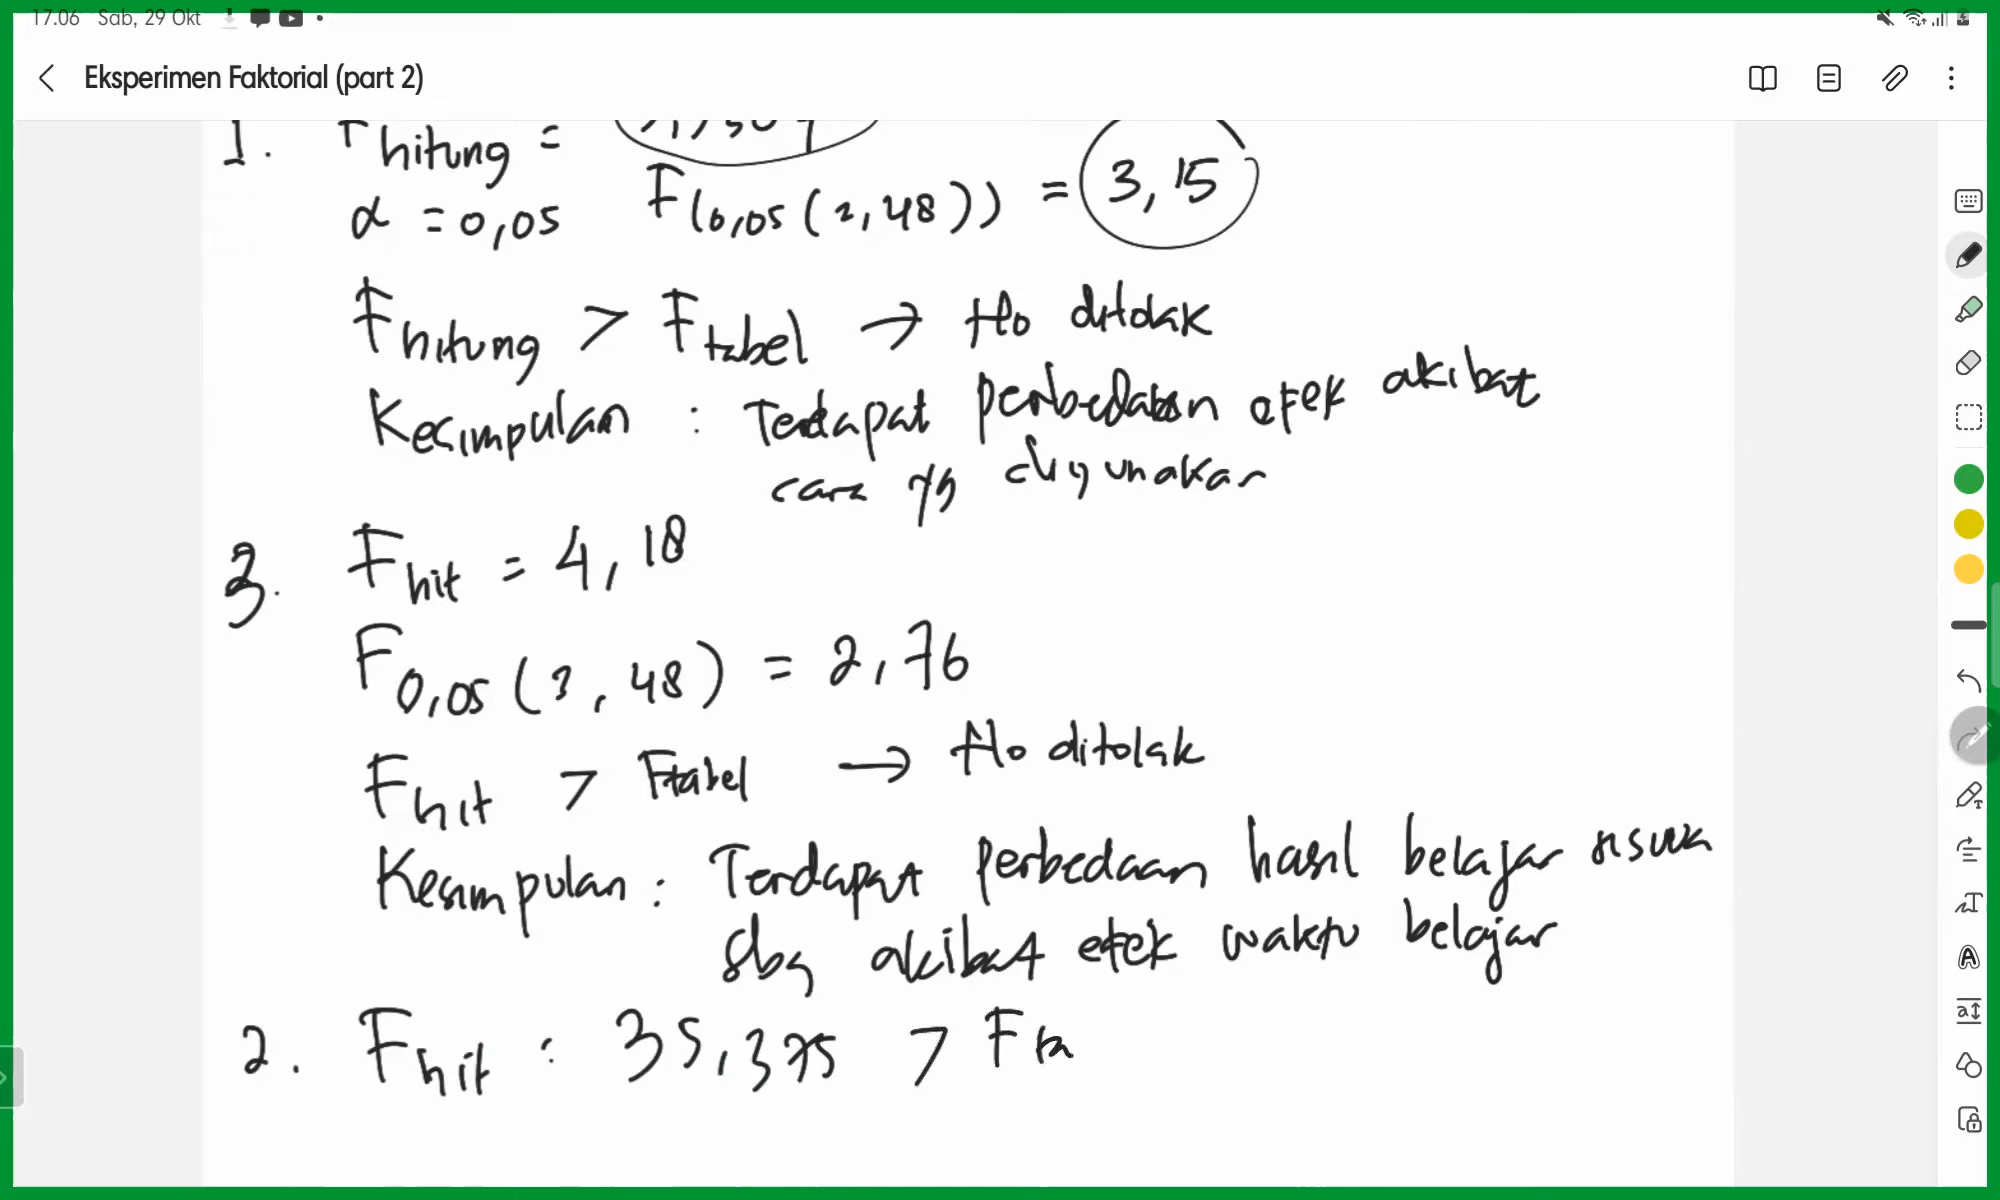 17.06 Sab, 29 Okt
Eksperimen Faktorial (part 2)
1. Fhitung =
α = 0,05 F(0,05 (2,48)) = 3,15
Fhitung > Ftabel → Ho ditolak
Kesimpulan : Terdapat perbedaan efek akibat
cara yg digunakan
3. Fhit = 4,18
F0,05 (3, 48) = 2,76
Fhit > Ftabel → Ho ditolak
Kesimpulan : Terdapat perbedaan hasil belajar siswa
sbg akibat efek waktu belajar
2. Fhit : 35,375 > Fta